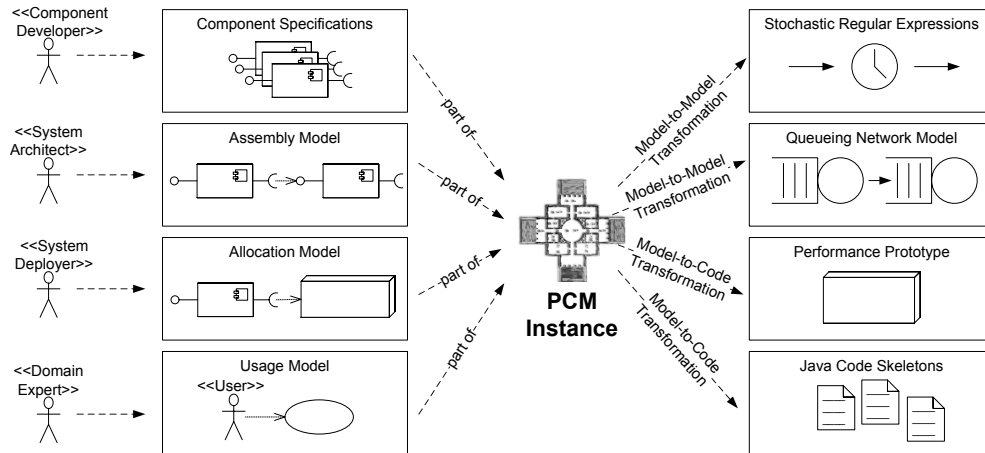 <<Component
Developer>>
Component Specifications
part of
Model-to-Model
Transformation
Stochastic Regular Expressions
<<System
Architect>>
Assembly Model
part of
Model-to-Model
Transformation
Queueing Network Model
<<System
Deployer>>
Allocation Model
part of
PCM
Instance
Model-to-Code
Transformation
Performance Prototype
<<Domain
Expert>>
Usage Model
<<User>>
part of
Model-to-Code
Transformation
Java Code Skeletons